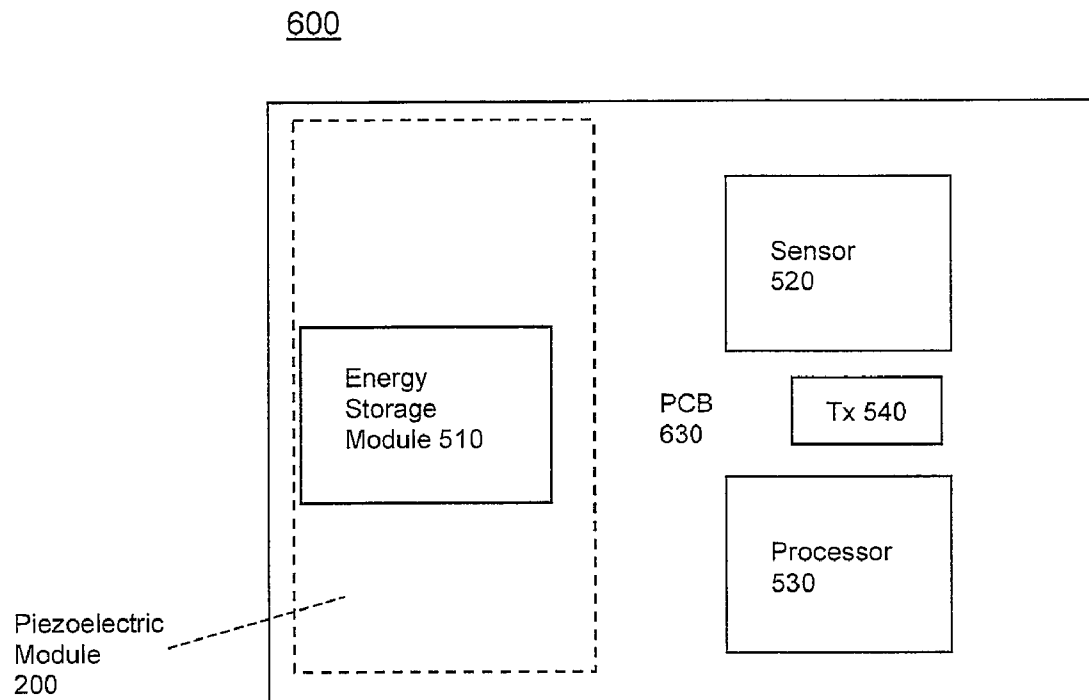 600
Sensor
520
Energy
Storage
Module 510
PCB
630
Tx 540
Processor
530
Piezoelectric
Module
200